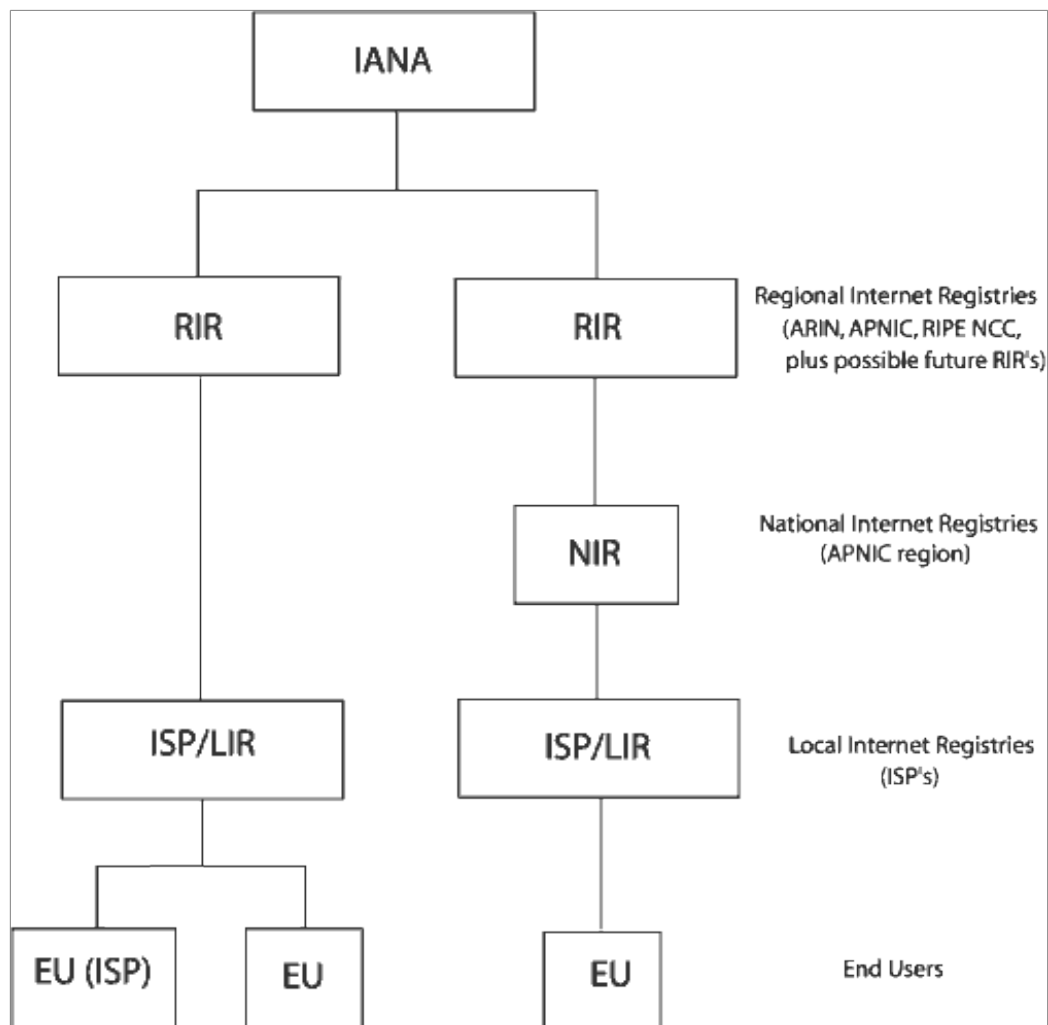 IANA
RIR
RIR
Regional Internet Registries
(ARIN, APNIC, RIPE NCC,
plus possible future RIR's)
NIR
National Internet Registries
(APNIC region)
ISP/LIR
ISP/LIR
Local Internet Registries
(ISP's)
EU (ISP)
EU
EU
End Users